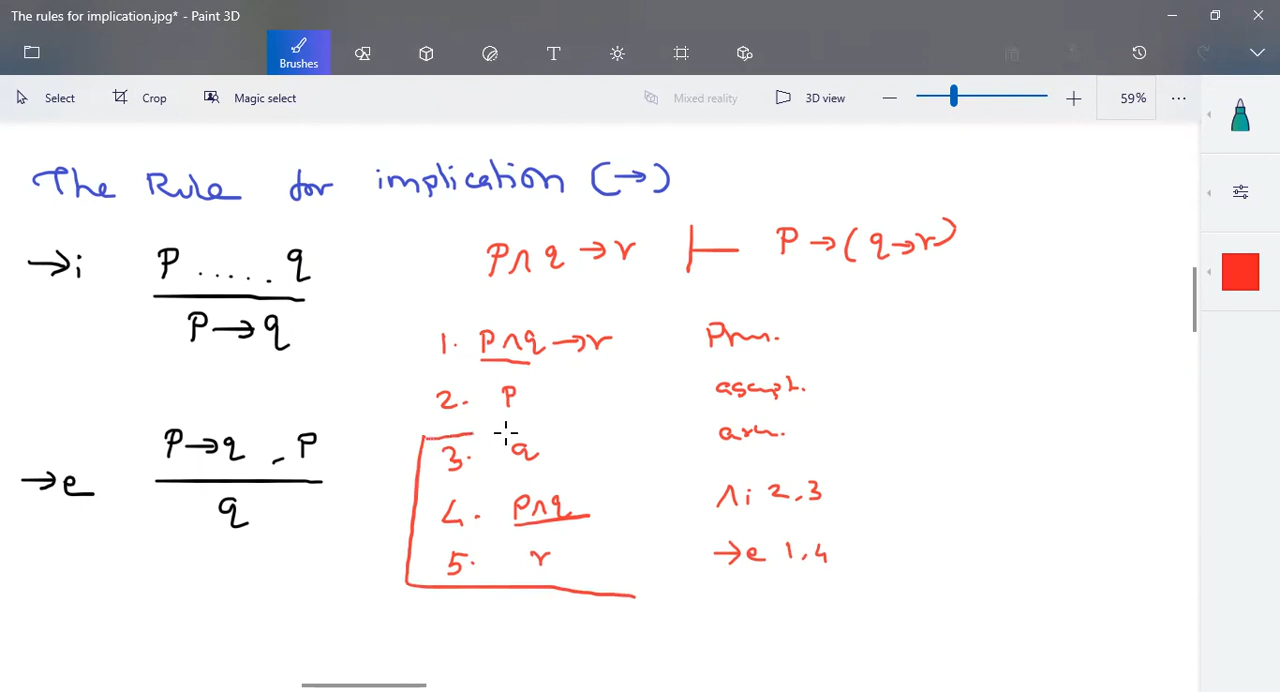 The rules for implication.jpg* - Paint 3D
Brushes
Select Crop Magic select Mixed reality 3D view 59%
The Rule for implication (→)
P∧q → r ⊢ P → (q → r)
→i P ..... q
P → q
1. P∧q → r Prm.
2. P
3. q
4. P∧q ∧i 2,3
5. r →e 1,4
→e P → q , P
q